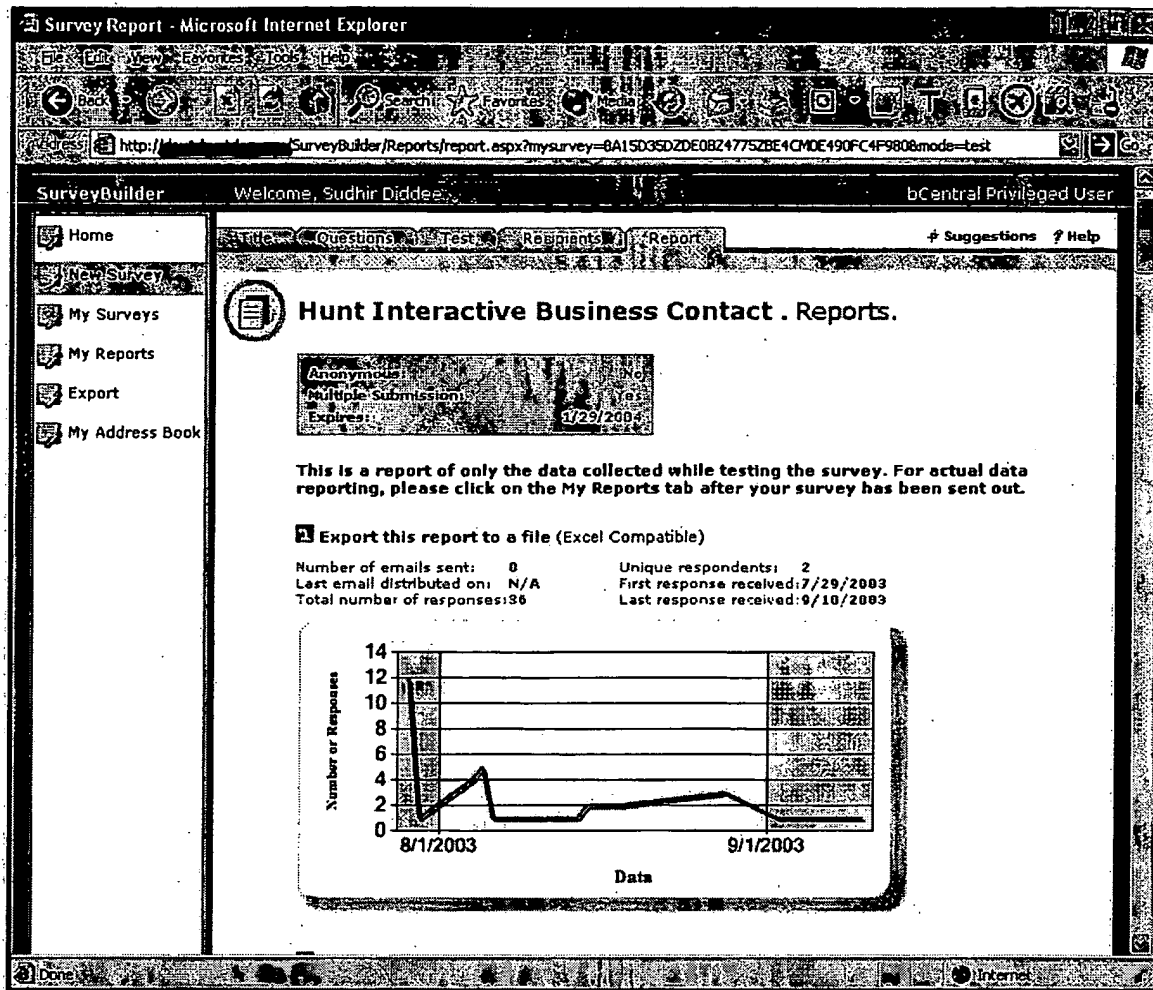 Survey Report - Microsoft Internet Explorer
File Edit View Favorites Tools Help
Back Search Favorites Media
Address http:// /SurveyBuilder/Reports/report.aspx?mysurvey= &mode=test Go
SurveyBuilder Welcome, Sudhir Diddee bCentral Privileged User
Home
New Survey
My Surveys
My Reports
Export
My Address Book
Title Questions Test Recipients Report # Suggestions ? Help
Hunt Interactive Business Contact . Reports.
Anonymous: No
Multiple Submission: Yes
Expires: 1/29/2004
This is a report of only the data collected while testing the survey. For actual data
reporting, please click on the My Reports tab after your survey has been sent out.
Export this report to a file (Excel Compatible)
Number of emails sent: 0 Unique respondents: 2
Last email distributed on: N/A First response received: 7/29/2003
Total number of responses: 36 Last response received: 9/10/2003
Number or Responses
14
12
10
8
6
4
2
0
8/1/2003 9/1/2003
Data
Done Internet